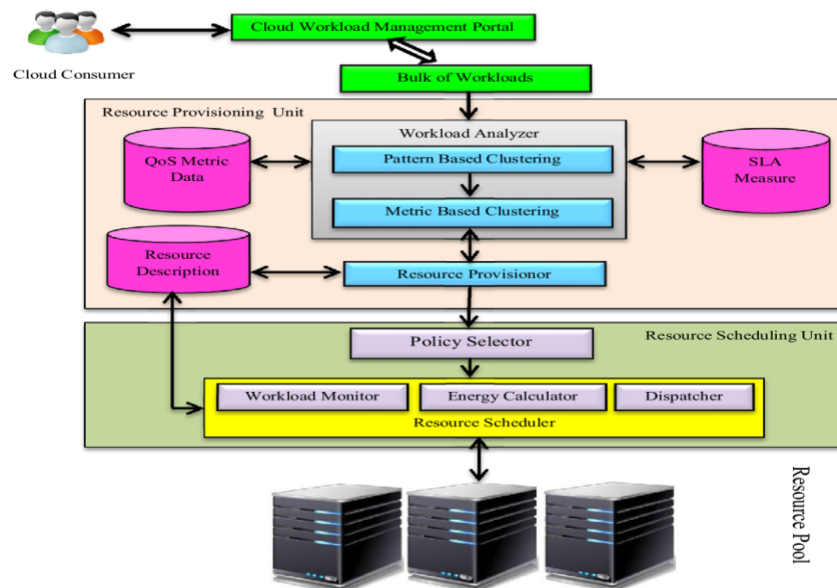 Cloud Workload Management Portal
Cloud Consumer
Bulk of Workloads
Resource Provisioning Unit
Workload Analyzer
QoS Metric
Data
Pattern Based Clustering
SLA
Measure
Metric Based Clustering
Resource
Description
Resource Provisionor
Resource Scheduling Unit
Policy Selector
Workload Monitor
Energy Calculator
Dispatcher
Resource Scheduler
Resource Pool